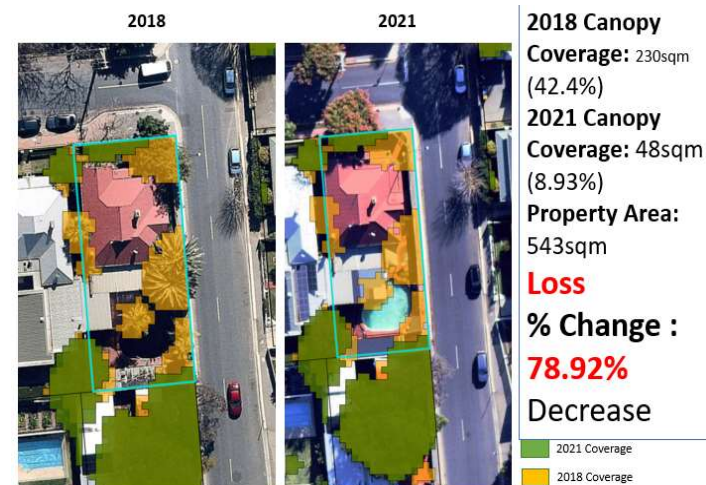 2018
2021
2018 Canopy
Coverage: 230sqm
(42.4%)
2021 Canopy
Coverage: 48sqm
(8.93%)
Property Area:
543sqm
Loss
% Change :
78.92%
Decrease
2021 Coverage
2018 Coverage